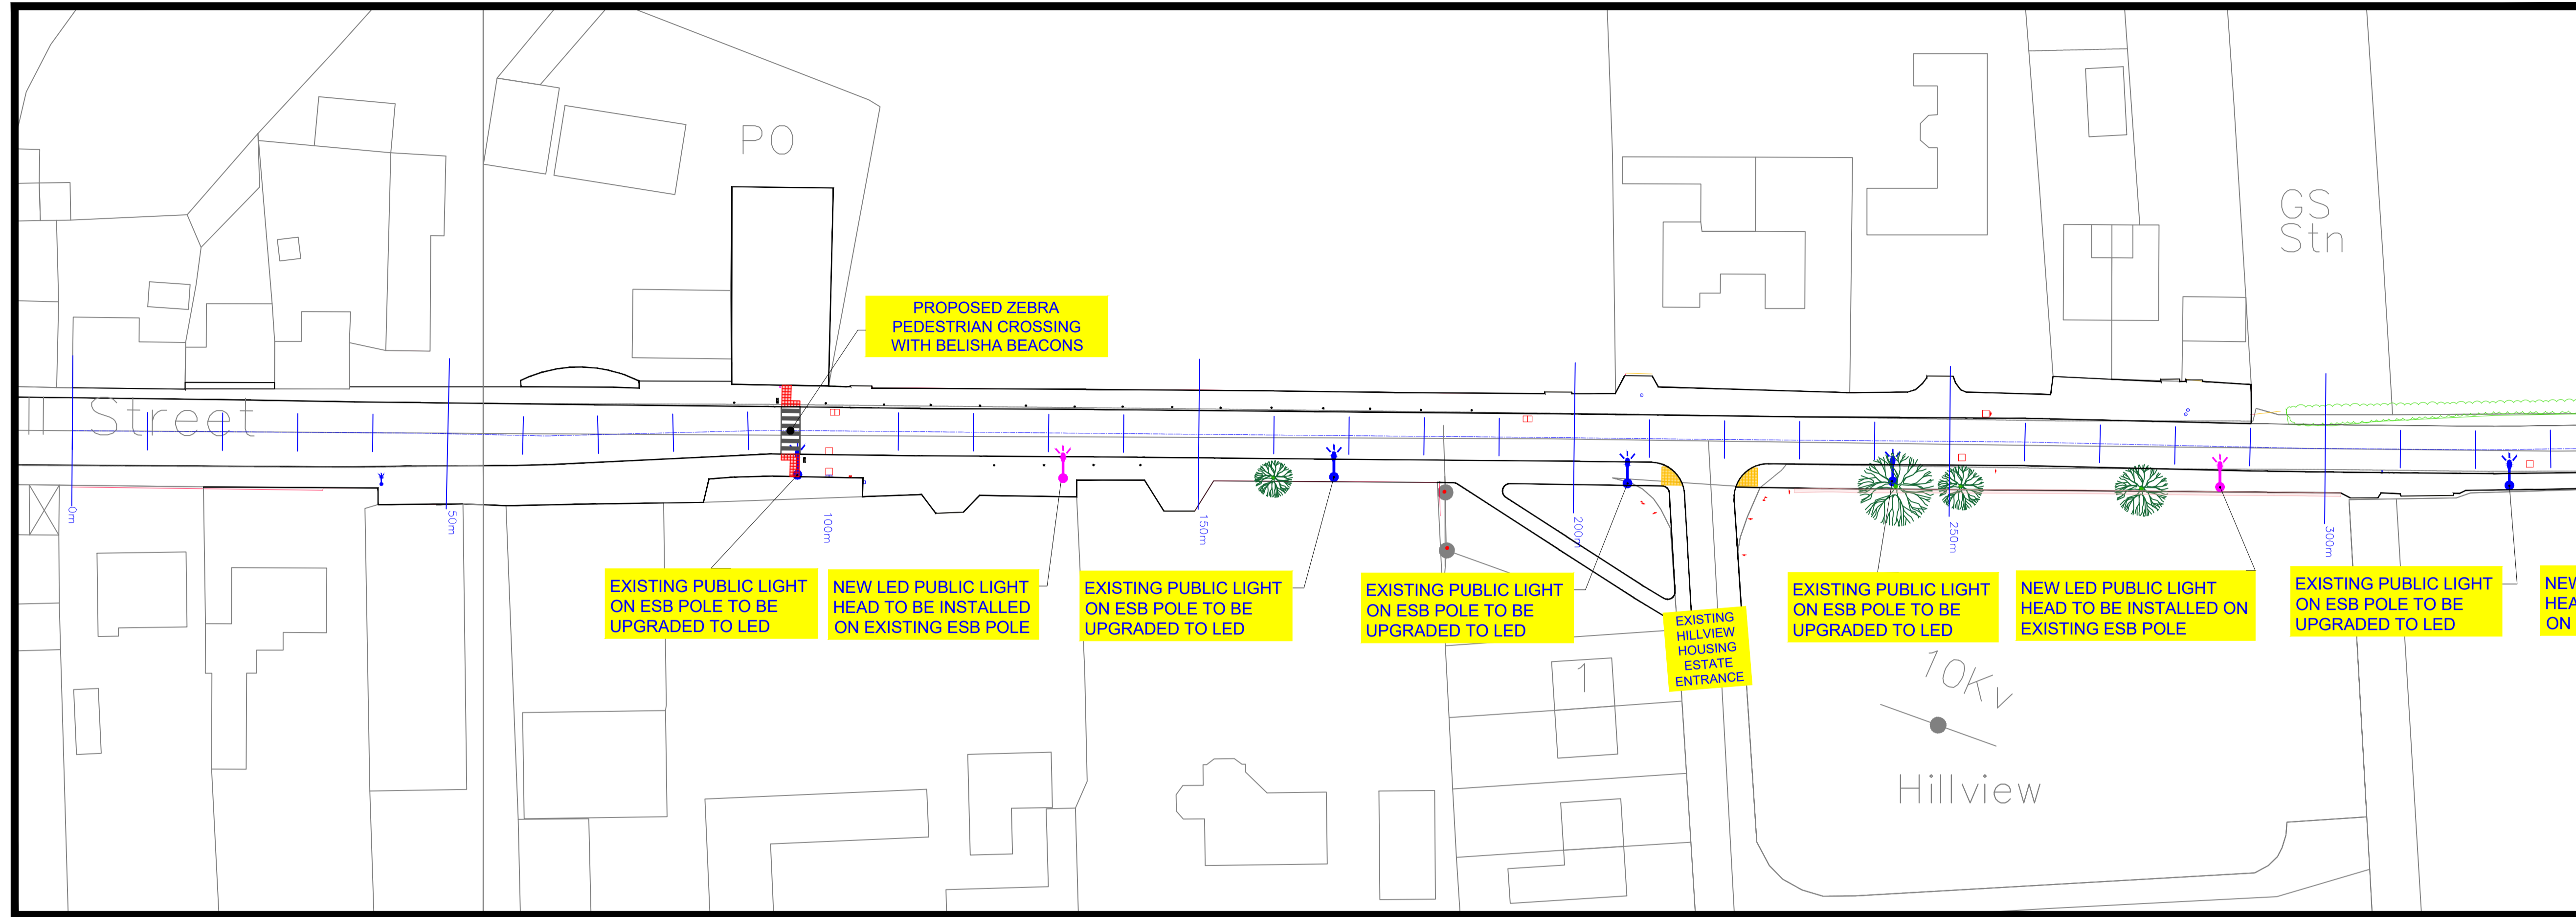 PO
GS
Stn
PROPOSED ZEBRA
PEDESTRIAN CROSSING
WITH BELISHA BEACONS
ll Street
0m
50m
100m
150m
200m
250m
300m
EXISTING PUBLIC LIGHT
ON ESB POLE TO BE
UPGRADED TO LED
NEW LED PUBLIC LIGHT
HEAD TO BE INSTALLED
ON EXISTING ESB POLE
EXISTING PUBLIC LIGHT
ON ESB POLE TO BE
UPGRADED TO LED
EXISTING PUBLIC LIGHT
ON ESB POLE TO BE
UPGRADED TO LED
EXISTING
HILLVIEW
HOUSING
ESTATE
ENTRANCE
EXISTING PUBLIC LIGHT
ON ESB POLE TO BE
UPGRADED TO LED
NEW LED PUBLIC LIGHT
HEAD TO BE INSTALLED ON
EXISTING ESB POLE
EXISTING PUBLIC LIGHT
ON ESB POLE TO BE
UPGRADED TO LED
NEW
HEA
ON
1
10Kv
Hillview